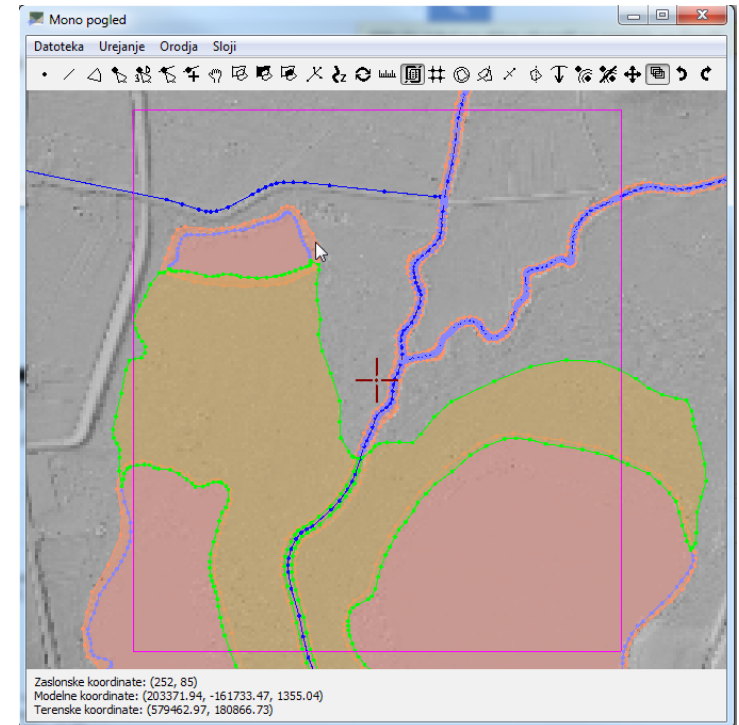 Mono pogled
Datoteka Urejanje Orodja Sloji
Zaslonske koordinate: (252, 85)
Modelne koordinate: (203371.94, -161733.47, 1355.04)
Terenske koordinate: (579462.97, 180866.73)